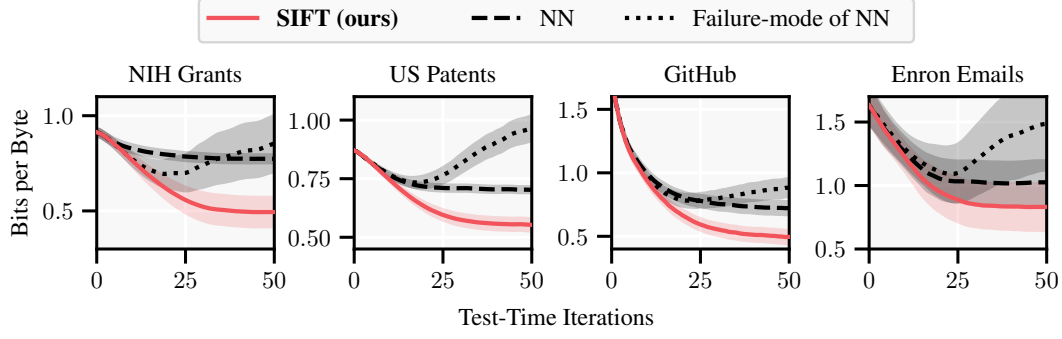 SIFT (ours) NN Failure-mode of NN
NIH Grants US Patents GitHub Enron Emails
Bits per Byte
1.0
0.5
0 25 50
1.00
0.75
0.50
0 25 50
1.5
1.0
0.5
0 25 50
1.5
1.0
0.5
0 25 50
Test-Time Iterations